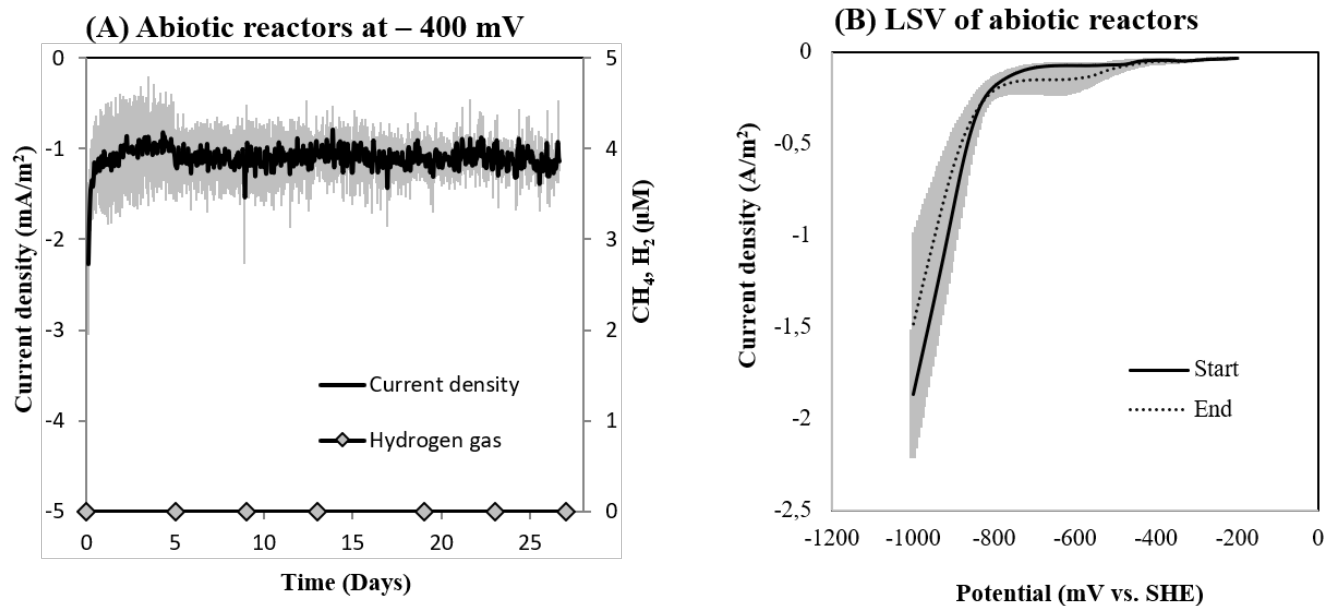 (A) Abiotic reactors at – 400 mV
0
-1
-2
-3
-4
-5
Current density (mA/m²)
5
4
3
2
1
0
CH₄, H₂ (µM)
Current density
Hydrogen gas
0 5 10 15 20 25
Time (Days)
(B) LSV of abiotic reactors
0
-0,5
-1
-1,5
-2
-2,5
Current density (A/m²)
Start
End
-1200 -1000 -800 -600 -400 -200 0
Potential (mV vs. SHE)